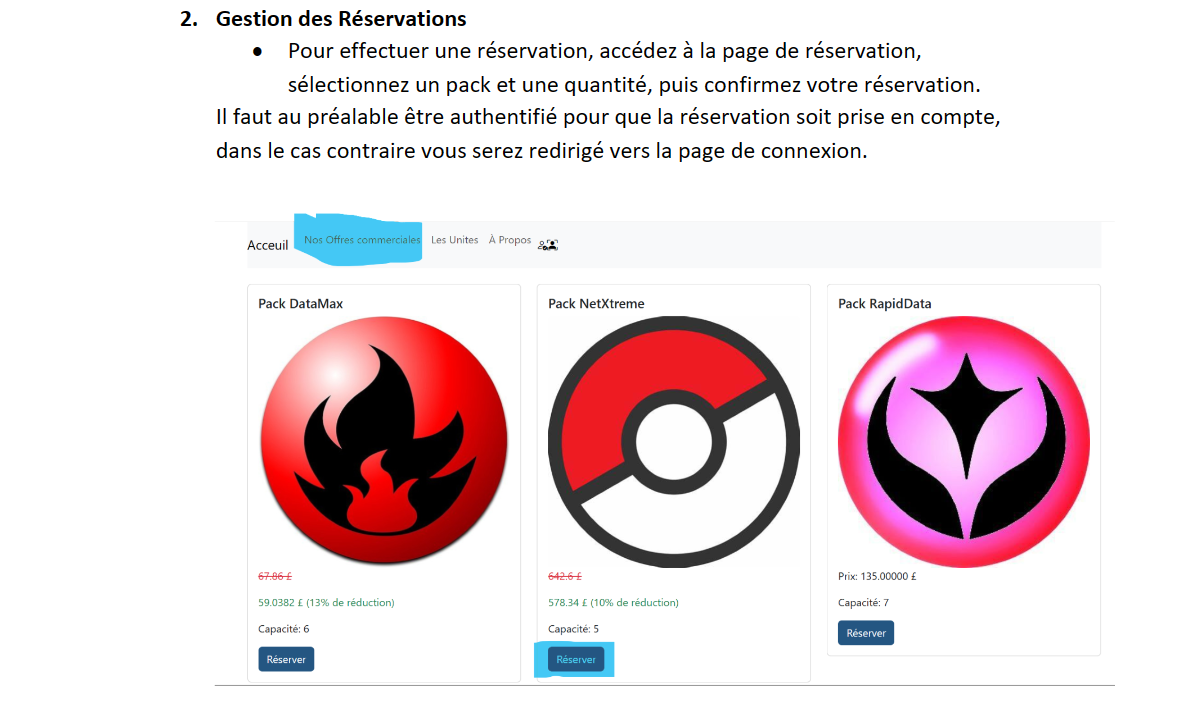 2. Gestion des Réservations
● Pour effectuer une réservation, accédez à la page de réservation,
sélectionnez un pack et une quantité, puis confirmez votre réservation.
Il faut au préalable être authentifié pour que la réservation soit prise en compte,
dans le cas contraire vous serez redirigé vers la page de connexion.
Acceuil Nos Offres commerciales Les Unites À Propos
Pack DataMax
67.86 £
59.0382 £ (13% de réduction)
Capacité: 6
Réserver
Pack NetXtreme
642.6 £
578.34 £ (10% de réduction)
Capacité: 5
Réserver
Pack RapidData
Prix: 135.00000 £
Capacité: 7
Réserver